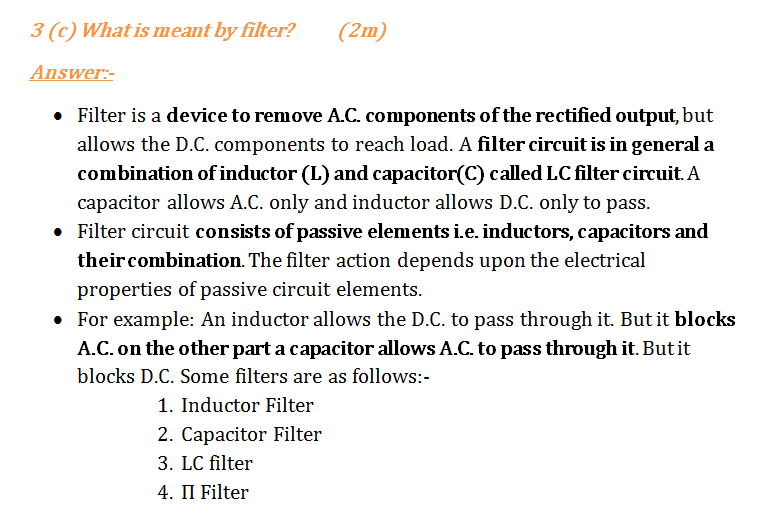 3 (c) What is meant by filter? (2m)
Answer:-
• Filter is a device to remove A.C. components of the rectified output, but
allows the D.C. components to reach load. A filter circuit is in general a
combination of inductor (L) and capacitor(C) called LC filter circuit. A
capacitor allows A.C. only and inductor allows D.C. only to pass.
• Filter circuit consists of passive elements i.e. inductors, capacitors and
their combination. The filter action depends upon the electrical
properties of passive circuit elements.
• For example: An inductor allows the D.C. to pass through it. But it blocks
A.C. on the other part a capacitor allows A.C. to pass through it. But it
blocks D.C. Some filters are as follows:-
1. Inductor Filter
2. Capacitor Filter
3. LC filter
4. Π Filter